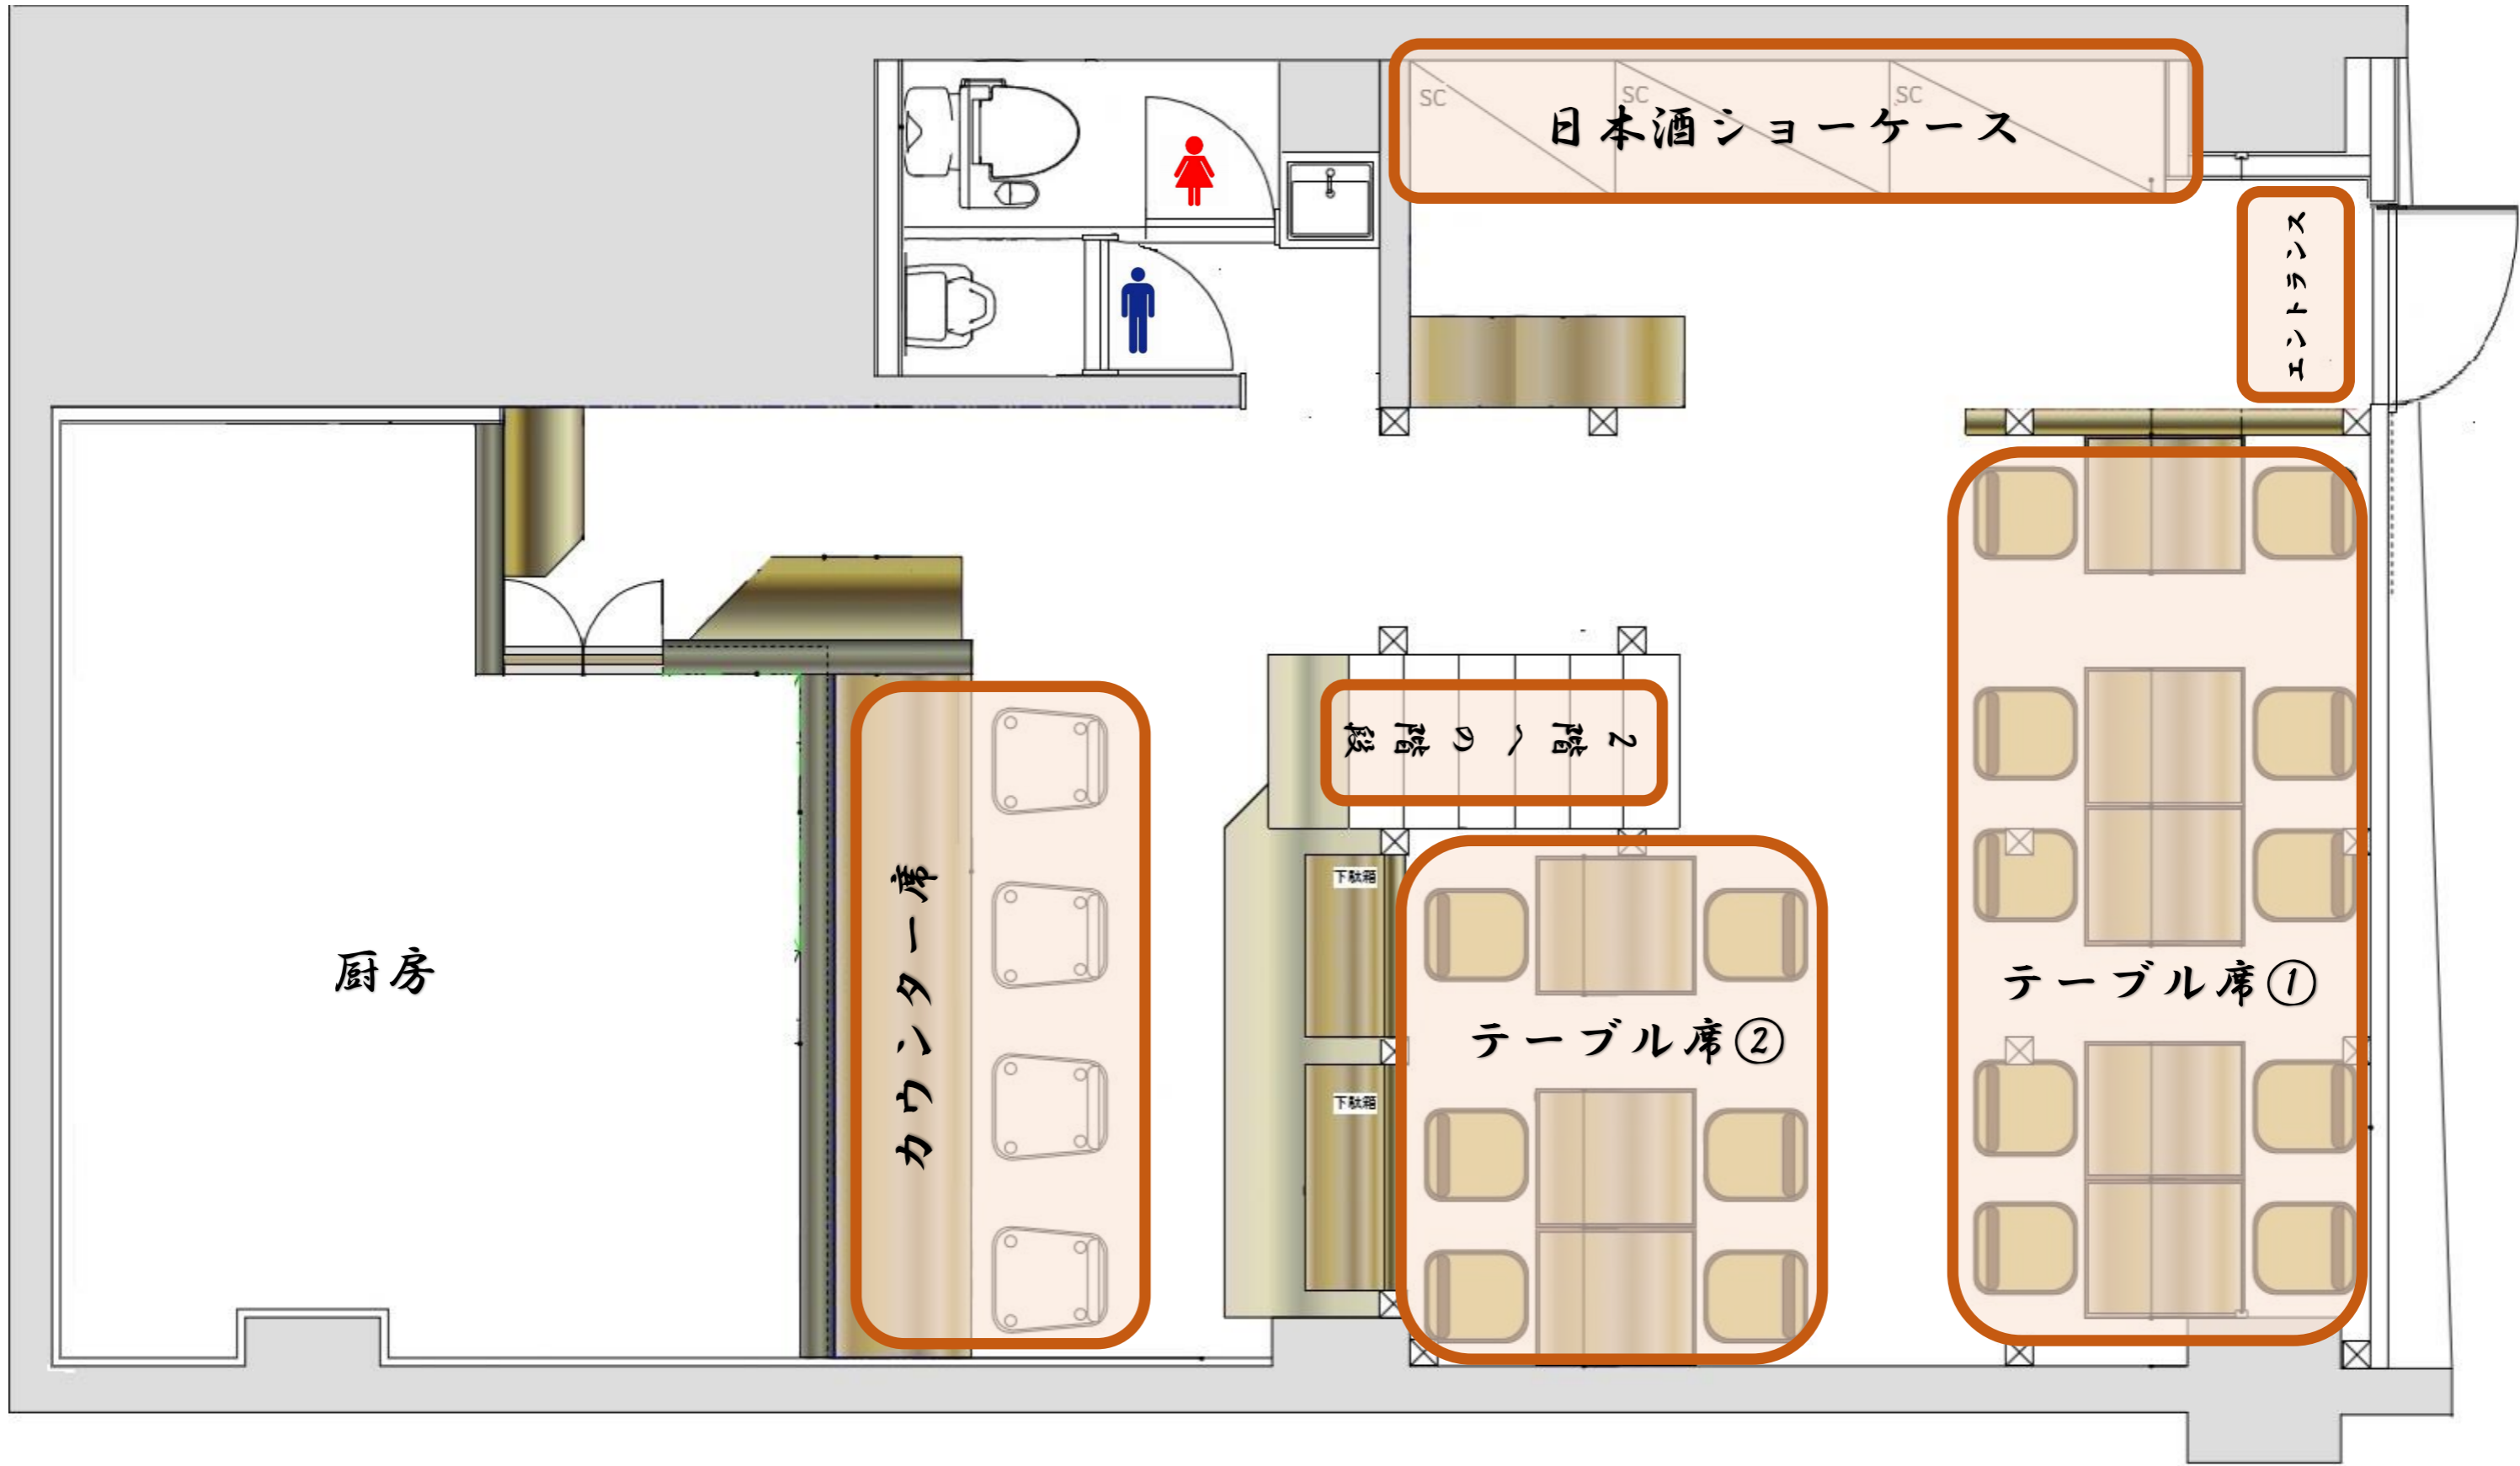 SC
SC
SC
日本酒ショーケース
エントランス
2階への階段
カウンター席
下駄箱
厨房
テーブル席①
テーブル席②
下駄箱